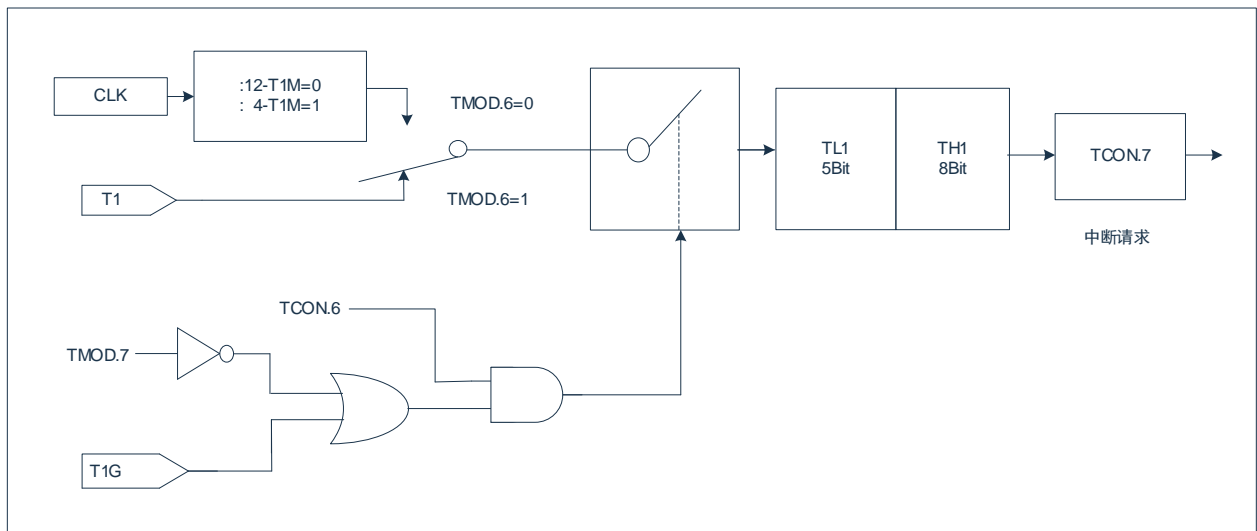 CLK
:12-T1M=0
: 4-T1M=1
TMOD.6=0
T1
TMOD.6=1
TL1
5Bit
TH1
8Bit
TCON.7
中断请求
TCON.6
TMOD.7
T1G